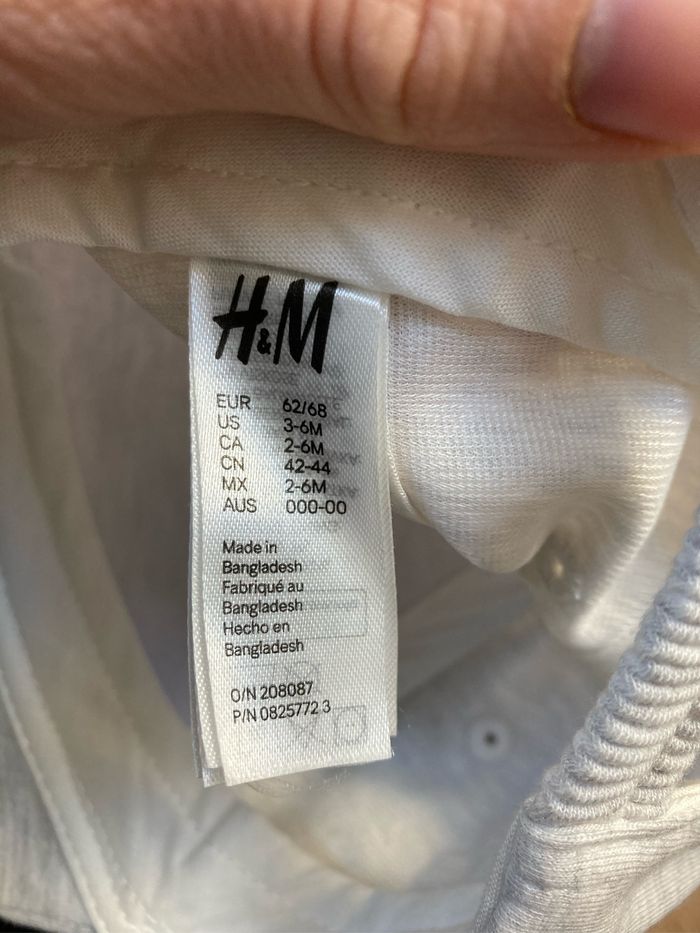 H&M
EUR 62/68
US 3-6M
CA 2-6M
CN 42-44
MX 2-6M
AUS 000-00
Made in
Bangladesh
Fabriqué au
Bangladesh
Hecho en
Bangladesh
O/N 208087
P/N 0825772 3